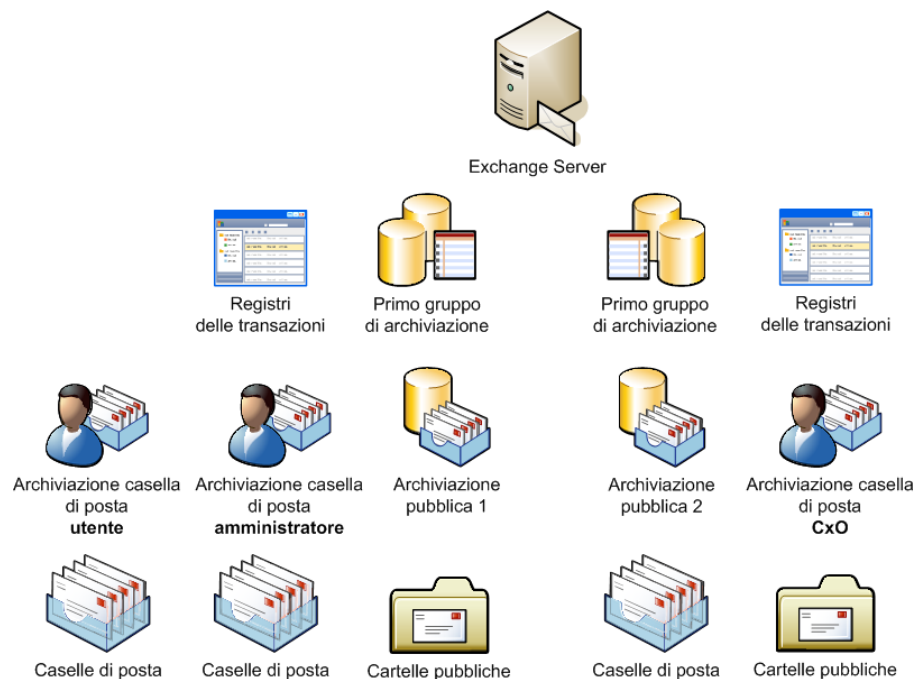 Exchange Server
Registri
delle transazioni
Primo gruppo
di archiviazione
Primo gruppo
di archiviazione
Registri
delle transazioni
Archiviazione casella
di posta
utente
Archiviazione casella
di posta
amministratore
Archiviazione
pubblica 1
Archiviazione
pubblica 2
Archiviazione casella
di posta
CxO
Caselle di posta
Caselle di posta
Cartelle pubbliche
Caselle di posta
Cartelle pubbliche